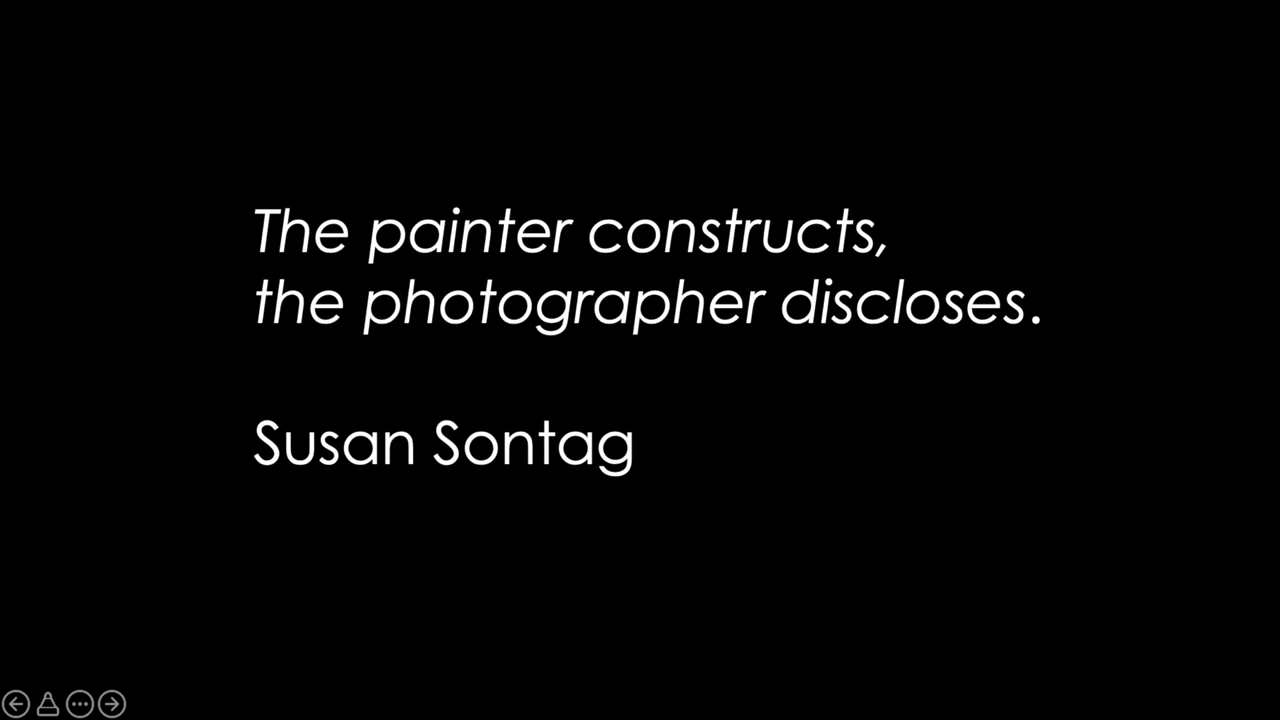 The painter constructs,
the photographer discloses.
Susan Sontag